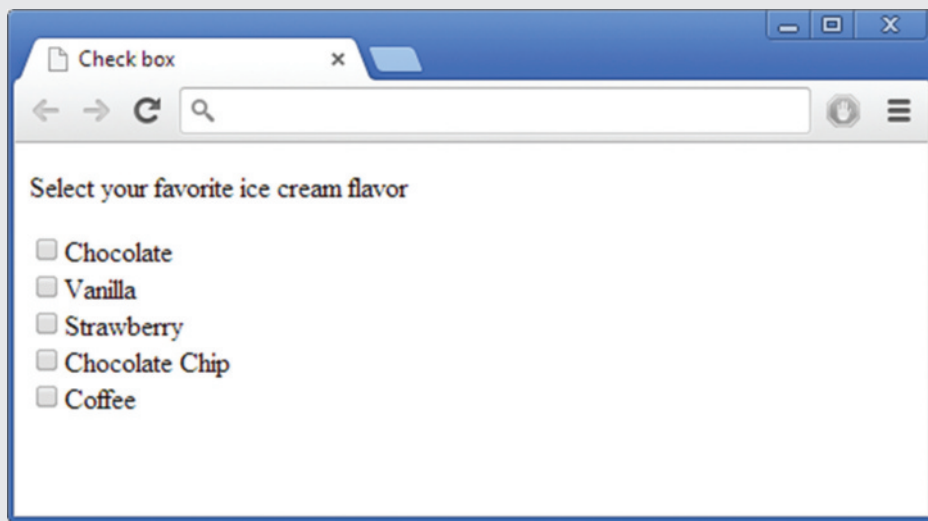 Check box
Select your favorite ice cream flavor
Chocolate
Vanilla
Strawberry
Chocolate Chip
Coffee